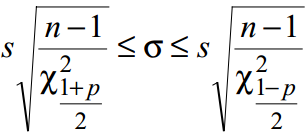 s√((n−1)/(χ²_((1+p)/2))) ≤ σ ≤ s√((n−1)/(χ²_((1−p)/2)))